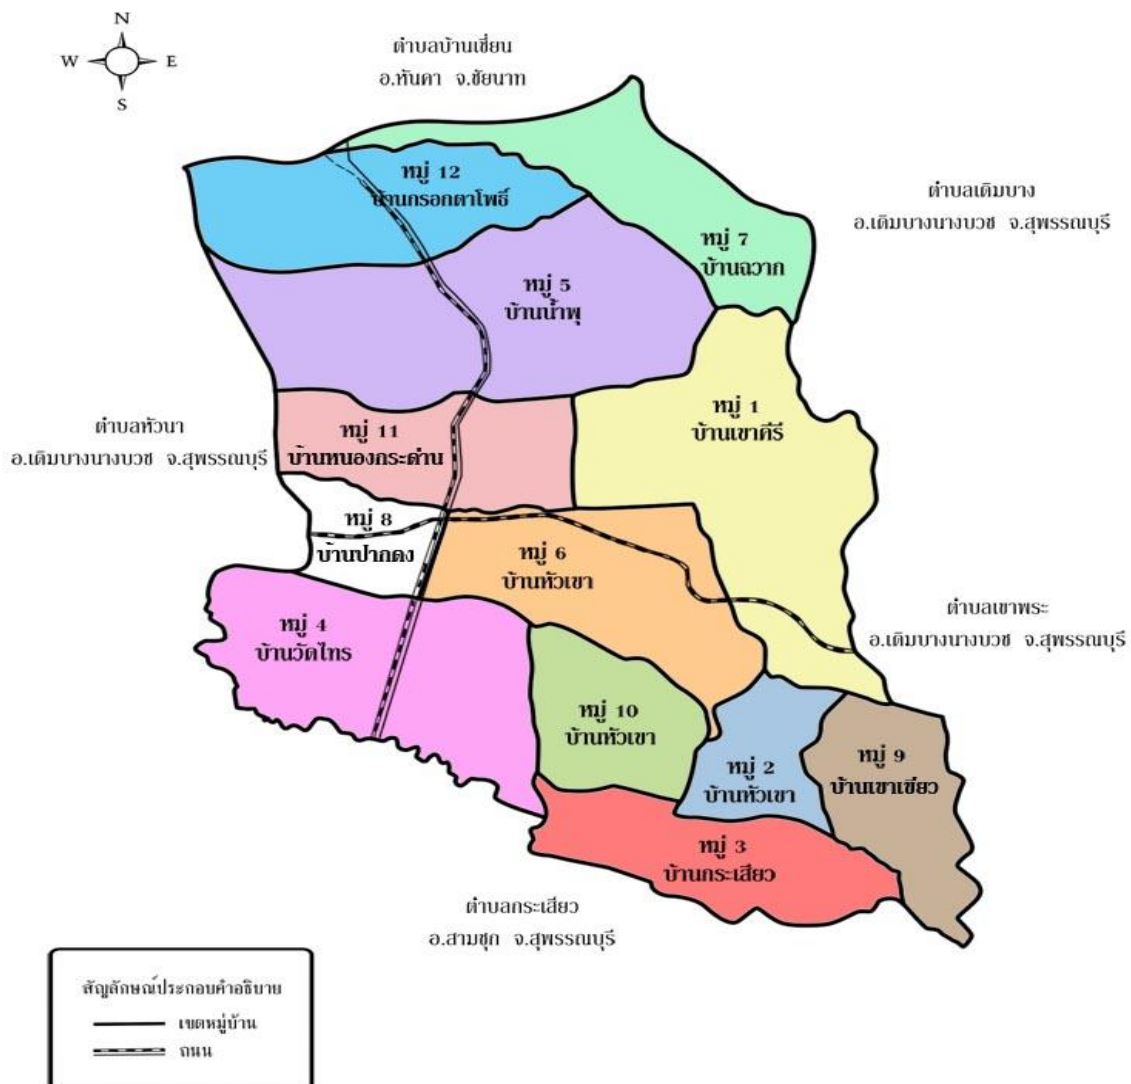 N
W E
S
ตำบลบ้านเชี่ยน
อ.หันคา จ.ชัยนาท
หมู่ 12
บ้านกรอกตาโพธิ์
ตำบลเดิมบาง
อ.เดิมบางนางบวช จ.สุพรรณบุรี
หมู่ 7
บ้านฉวาก
หมู่ 5
บ้านน้ำพุ
หมู่ 1
บ้านเขาคีรี
ตำบลหัวนา
อ.เดิมบางนางบวช จ.สุพรรณบุรี
หมู่ 11
บ้านหนองกระด่าน
หมู่ 8
บ้านปากดง
หมู่ 6
บ้านหัวเขา
ตำบลเขาพระ
อ.เดิมบางนางบวช จ.สุพรรณบุรี
หมู่ 4
บ้านวัดไทร
หมู่ 10
บ้านหัวเขา
หมู่ 2
บ้านหัวเขา
หมู่ 9
บ้านเขาเขียว
หมู่ 3
บ้านกระเสียว
ตำบลกระเสียว
อ.สามชุก จ.สุพรรณบุรี
สัญลักษณ์ประกอบคำอธิบาย
เขตหมู่บ้าน
ถนน